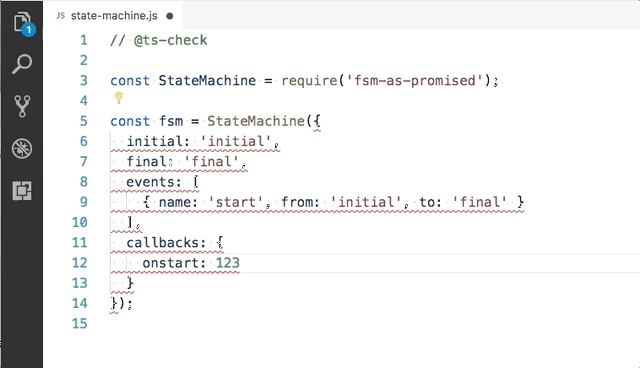 JS state-machine.js
1
1 // @ts-check
2
3 const StateMachine = require('fsm-as-promised');
4
5 const fsm = StateMachine({
6 initial: 'initial',
7 final: 'final',
8 events: [
9 { name: 'start', from: 'initial', to: 'final' }
10 ],
11 callbacks: {
12 onstart: 123
13 }
14 });
15